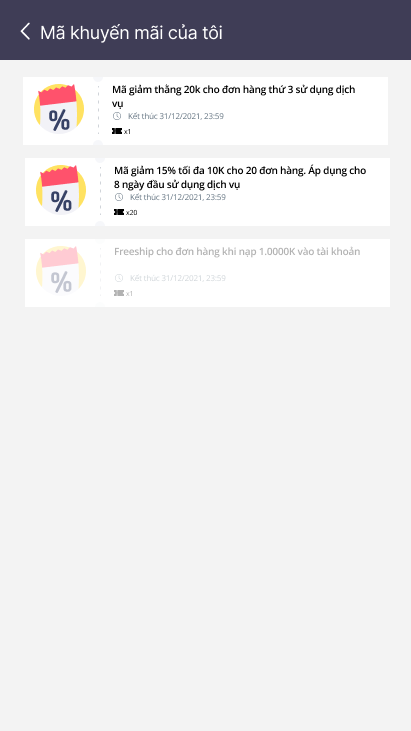 Mã khuyến mãi của tôi
Mã giảm thẳng 20k cho đơn hàng thứ 3 sử dụng dịch
vụ
Kết thúc 31/12/2021, 23:59
x1
%
Mã giảm 15% tối đa 10K cho 20 đơn hàng. Áp dụng cho
8 ngày đầu sử dụng dịch vụ
Kết thúc 31/12/2021, 23:59
x20
%
Freeship cho đơn hàng khi nạp 1.0000K vào tài khoản
Kết thúc 31/12/2021, 23:59
x1
%